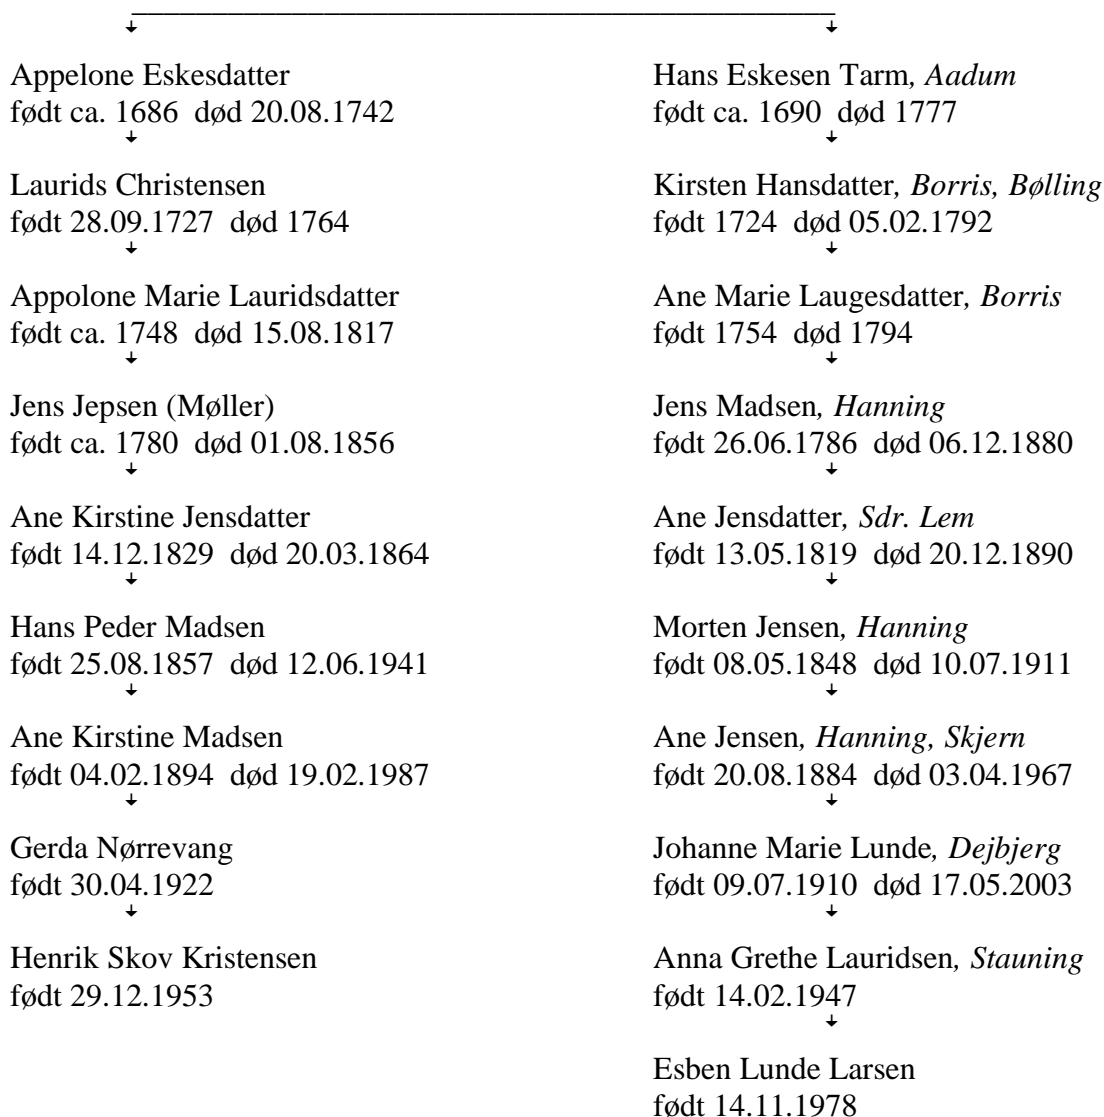 Appelone Eskesdatter
født ca. 1686 død 20.08.1742
Laurids Christensen
født 28.09.1727 død 1764
Appolone Marie Lauridsdatter
født ca. 1748 død 15.08.1817
Jens Jepsen (Møller)
født ca. 1780 død 01.08.1856
Ane Kirstine Jensdatter
født 14.12.1829 død 20.03.1864
Hans Peder Madsen
født 25.08.1857 død 12.06.1941
Ane Kirstine Madsen
født 04.02.1894 død 19.02.1987
Gerda Nørrevang
født 30.04.1922
Henrik Skov Kristensen
født 29.12.1953
Hans Eskesen Tarm, Aadum
født ca. 1690 død 1777
Kirsten Hansdatter, Borris, Bølling
født 1724 død 05.02.1792
Ane Marie Laugesdatter, Borris
født 1754 død 1794
Jens Madsen, Hanning
født 26.06.1786 død 06.12.1880
Ane Jensdatter, Sdr. Lem
født 13.05.1819 død 20.12.1890
Morten Jensen, Hanning
født 08.05.1848 død 10.07.1911
Ane Jensen, Hanning, Skjern
født 20.08.1884 død 03.04.1967
Johanne Marie Lunde, Dejbjerg
født 09.07.1910 død 17.05.2003
Anna Grethe Lauridsen, Stauning
født 14.02.1947
Esben Lunde Larsen
født 14.11.1978